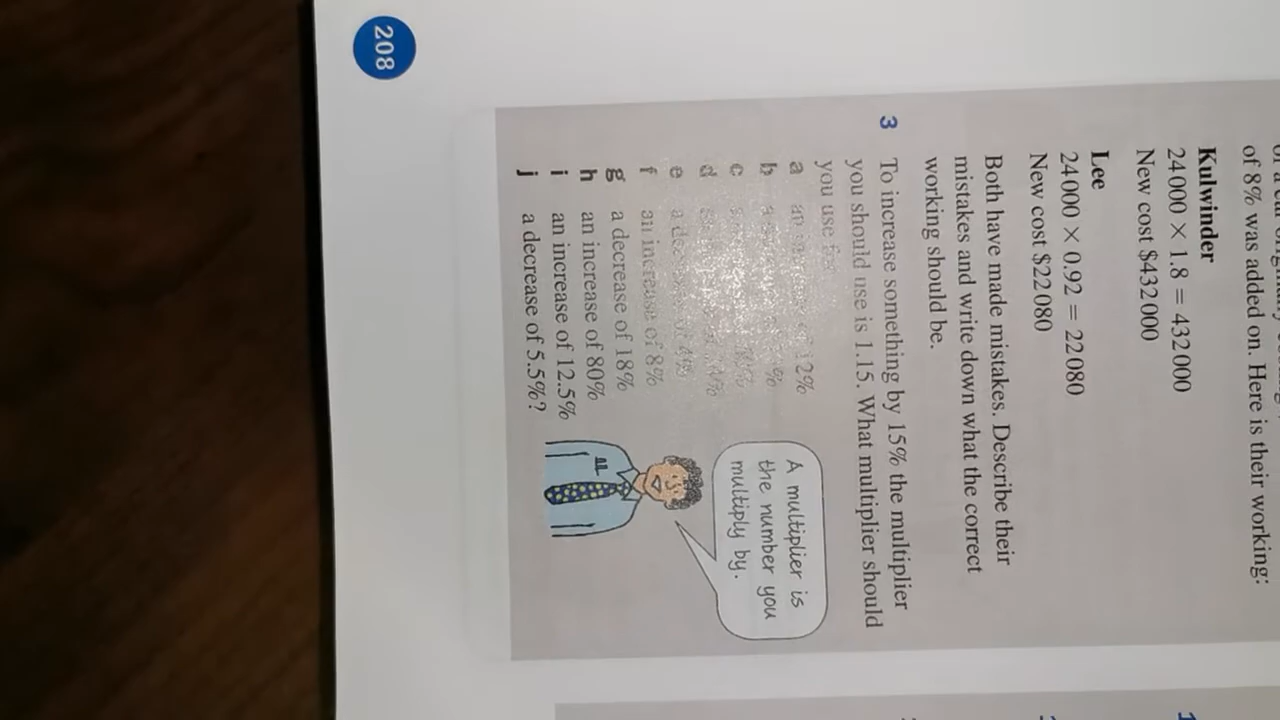 of 8% was added on. Here is their working:
Kulwinder
24 000 × 1.8 = 432 000
New cost $432 000
Lee
24 000 × 0.92 = 22 080
New cost $22 080
Both have made mistakes. Describe their
mistakes and write down what the correct
working should be.
3 To increase something by 15% the multiplier
you should use is 1.15. What multiplier should
you use for
a 12%
b
c
d
e
f an increase of 8%
g a decrease of 18%
h an increase of 80%
i an increase of 12.5%
j a decrease of 5.5%?
A multiplier is
the number you
multiply by.
208